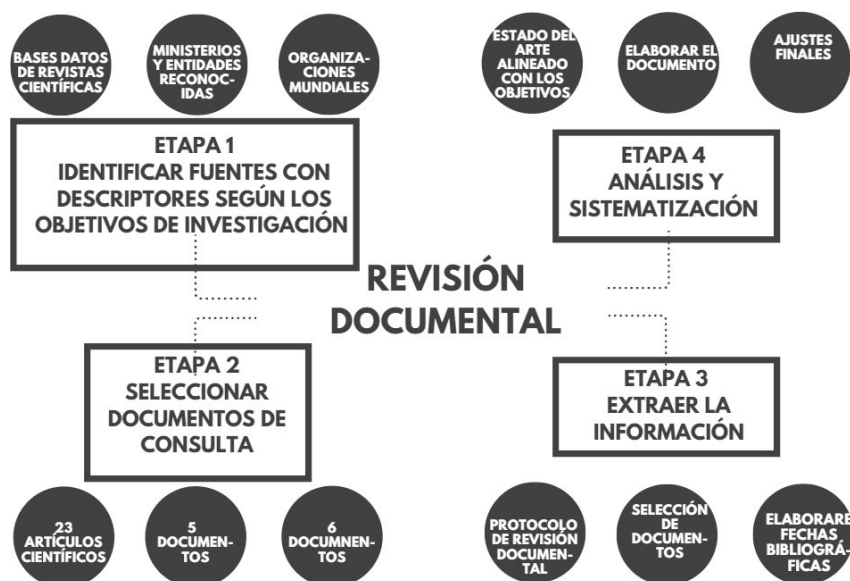 BASES DATOS
DE REVISTAS
CIENTÍFICAS
MINISTERIOS
Y ENTIDADES
RECONOC-
IDAS
ORGANIZA-
CIONES
MUNDIALES
ETAPA 1
IDENTIFICAR FUENTES CON
DESCRIPTORES SEGÚN LOS
OBJETIVOS DE INVESTIGACIÓN
ESTADO DEL
ARTE
ALINEADO
CON LOS
OBJETIVOS
ELABORAR EL
DOCUMENTO
AJUSTES
FINALES
ETAPA 4
ANÁLISIS Y
SISTEMATIZACIÓN
REVISIÓN
DOCUMENTAL
ETAPA 2
SELECCIONAR
DOCUMENTOS DE
CONSULTA
23
ARTÍCULOS
CIENTÍFICOS
5
DOCUMEN-
TOS
6
DOCUMNEN-
TOS
ETAPA 3
EXTRAER LA
INFORMACIÓN
PROTOCOLO
DE REVISIÓN
DOCUMEN-
TAL
SELECCIÓN
DE
DOCUMEN-
TOS
ELABORARE
FECHAS
BIBLIOGRÁ-
FICAS